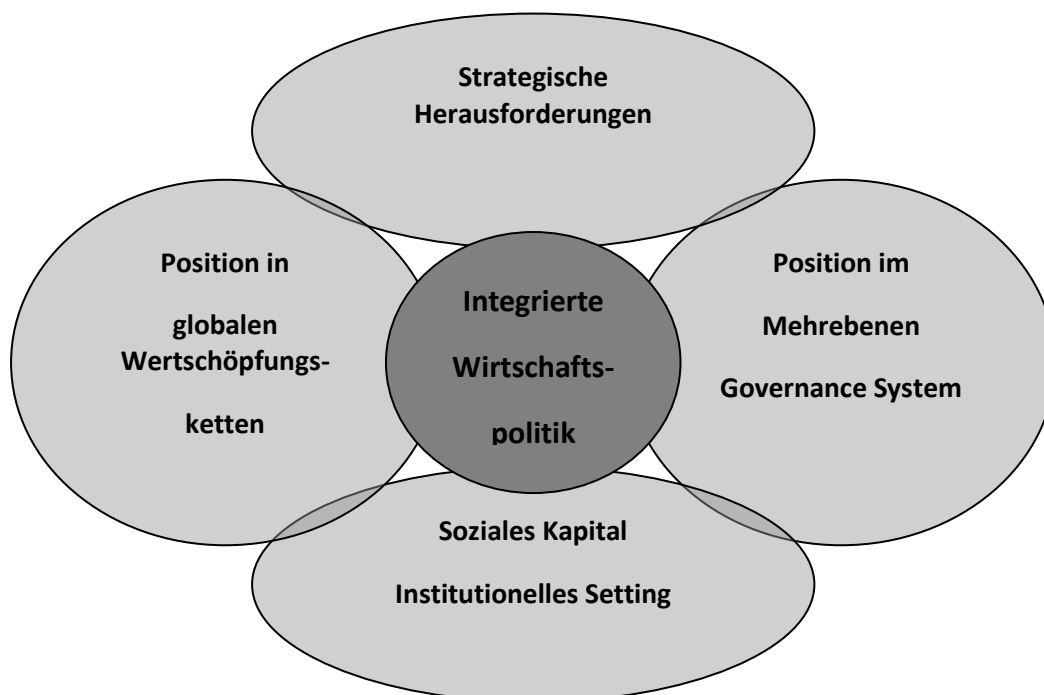 Strategische
Herausforderungen
Position in
globalen
Wertschöpfungs-
ketten
Integrierte
Wirtschafts-
politik
Position im
Mehrebenen
Governance System
Soziales Kapital
Institutionelles Setting